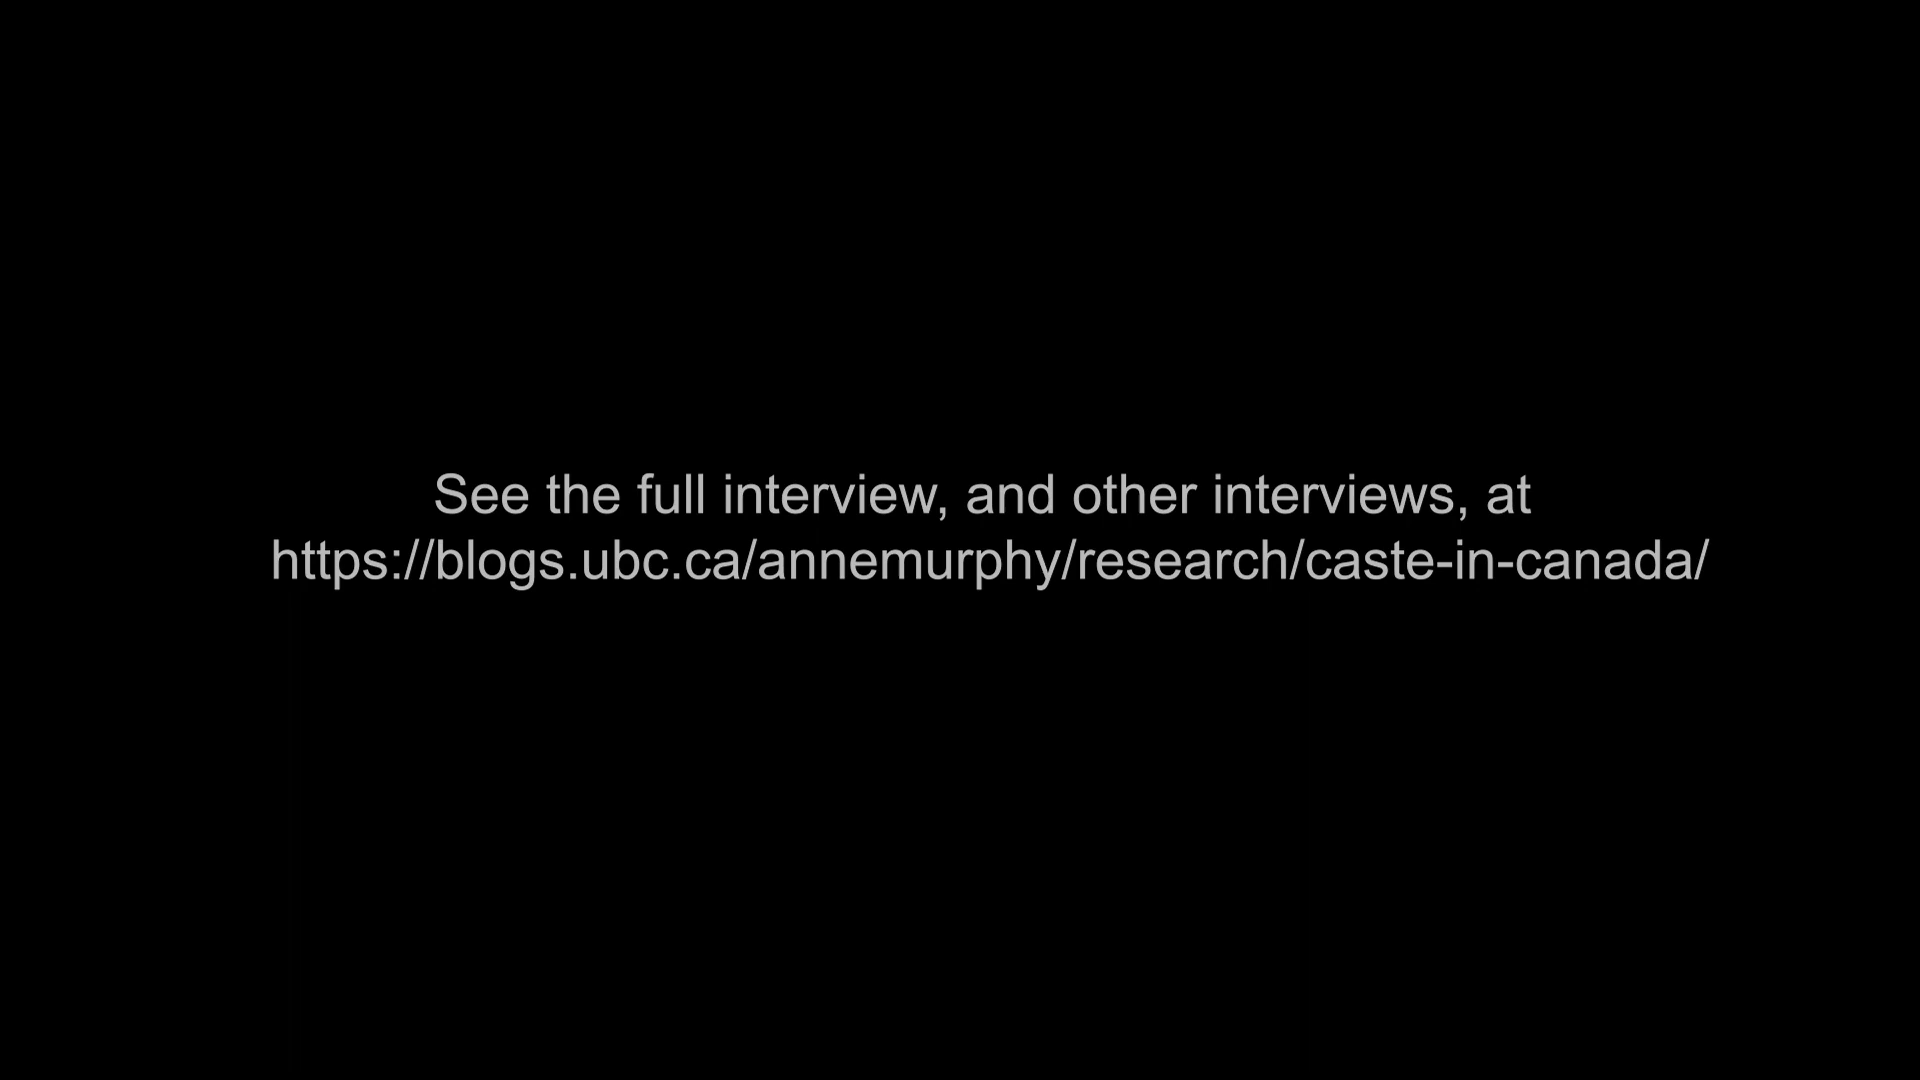 See the full interview, and other interviews, at
https://blogs.ubc.ca/annemurphy/research/caste-in-canada/